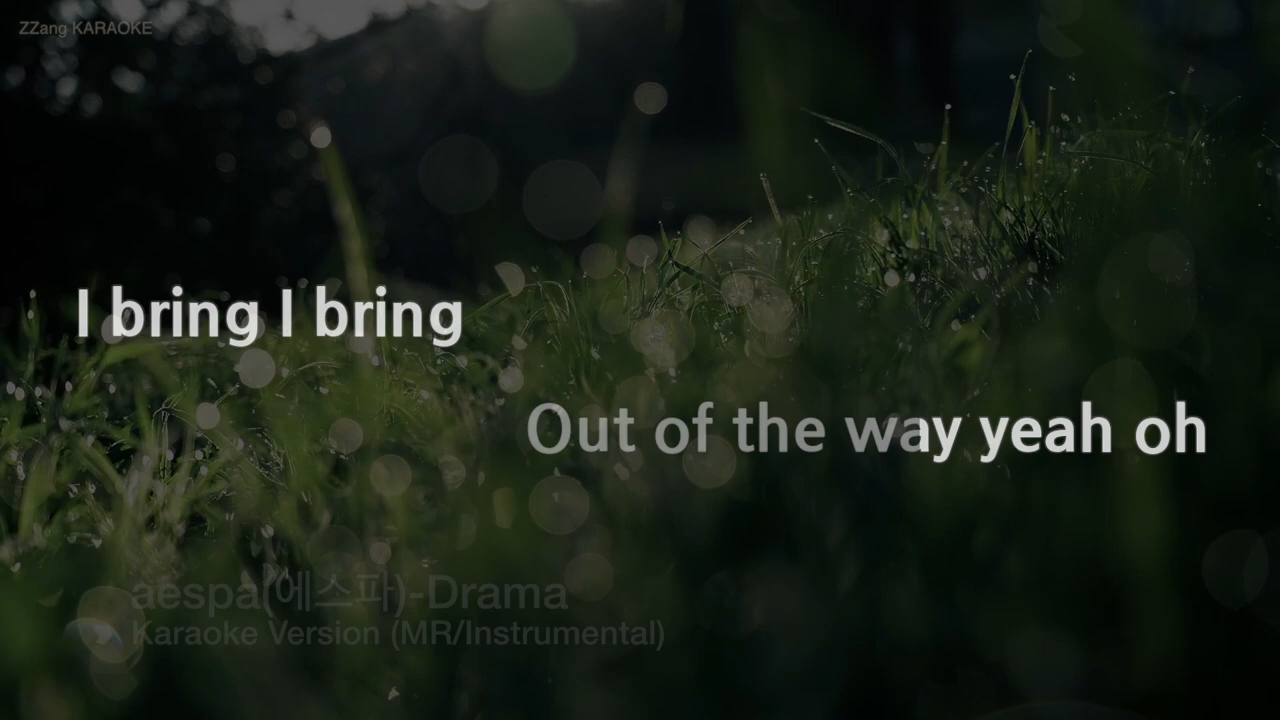 ZZang KARAOKE
I bring I bring
Out of the way yeah oh
aespa(에스파)-Drama
Karaoke Version (MR/Instrumental)